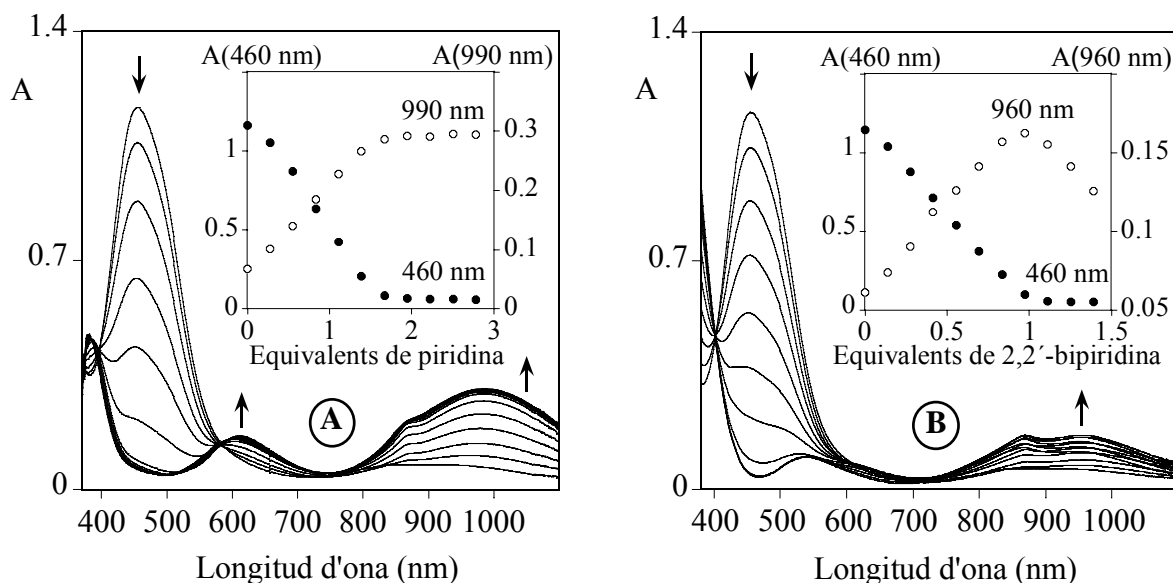 1.4
A
0.7
0
A(460 nm)
A(990 nm)
990 nm
460 nm
1
0.5
0
0.3
0.2
0.1
0
0
1
2
3
Equivalents de piridina
A
400
500
600
700
800
900
1000
Longitud d'ona (nm)
1.4
A
0.7
0
A(460 nm)
A(960 nm)
960 nm
460 nm
1
0.5
0
0.15
0.1
0.05
0
0.5
1
1.5
Equivalents de 2,2´-bipiridina
B
400
500
600
700
800
900
1000
Longitud d'ona (nm)